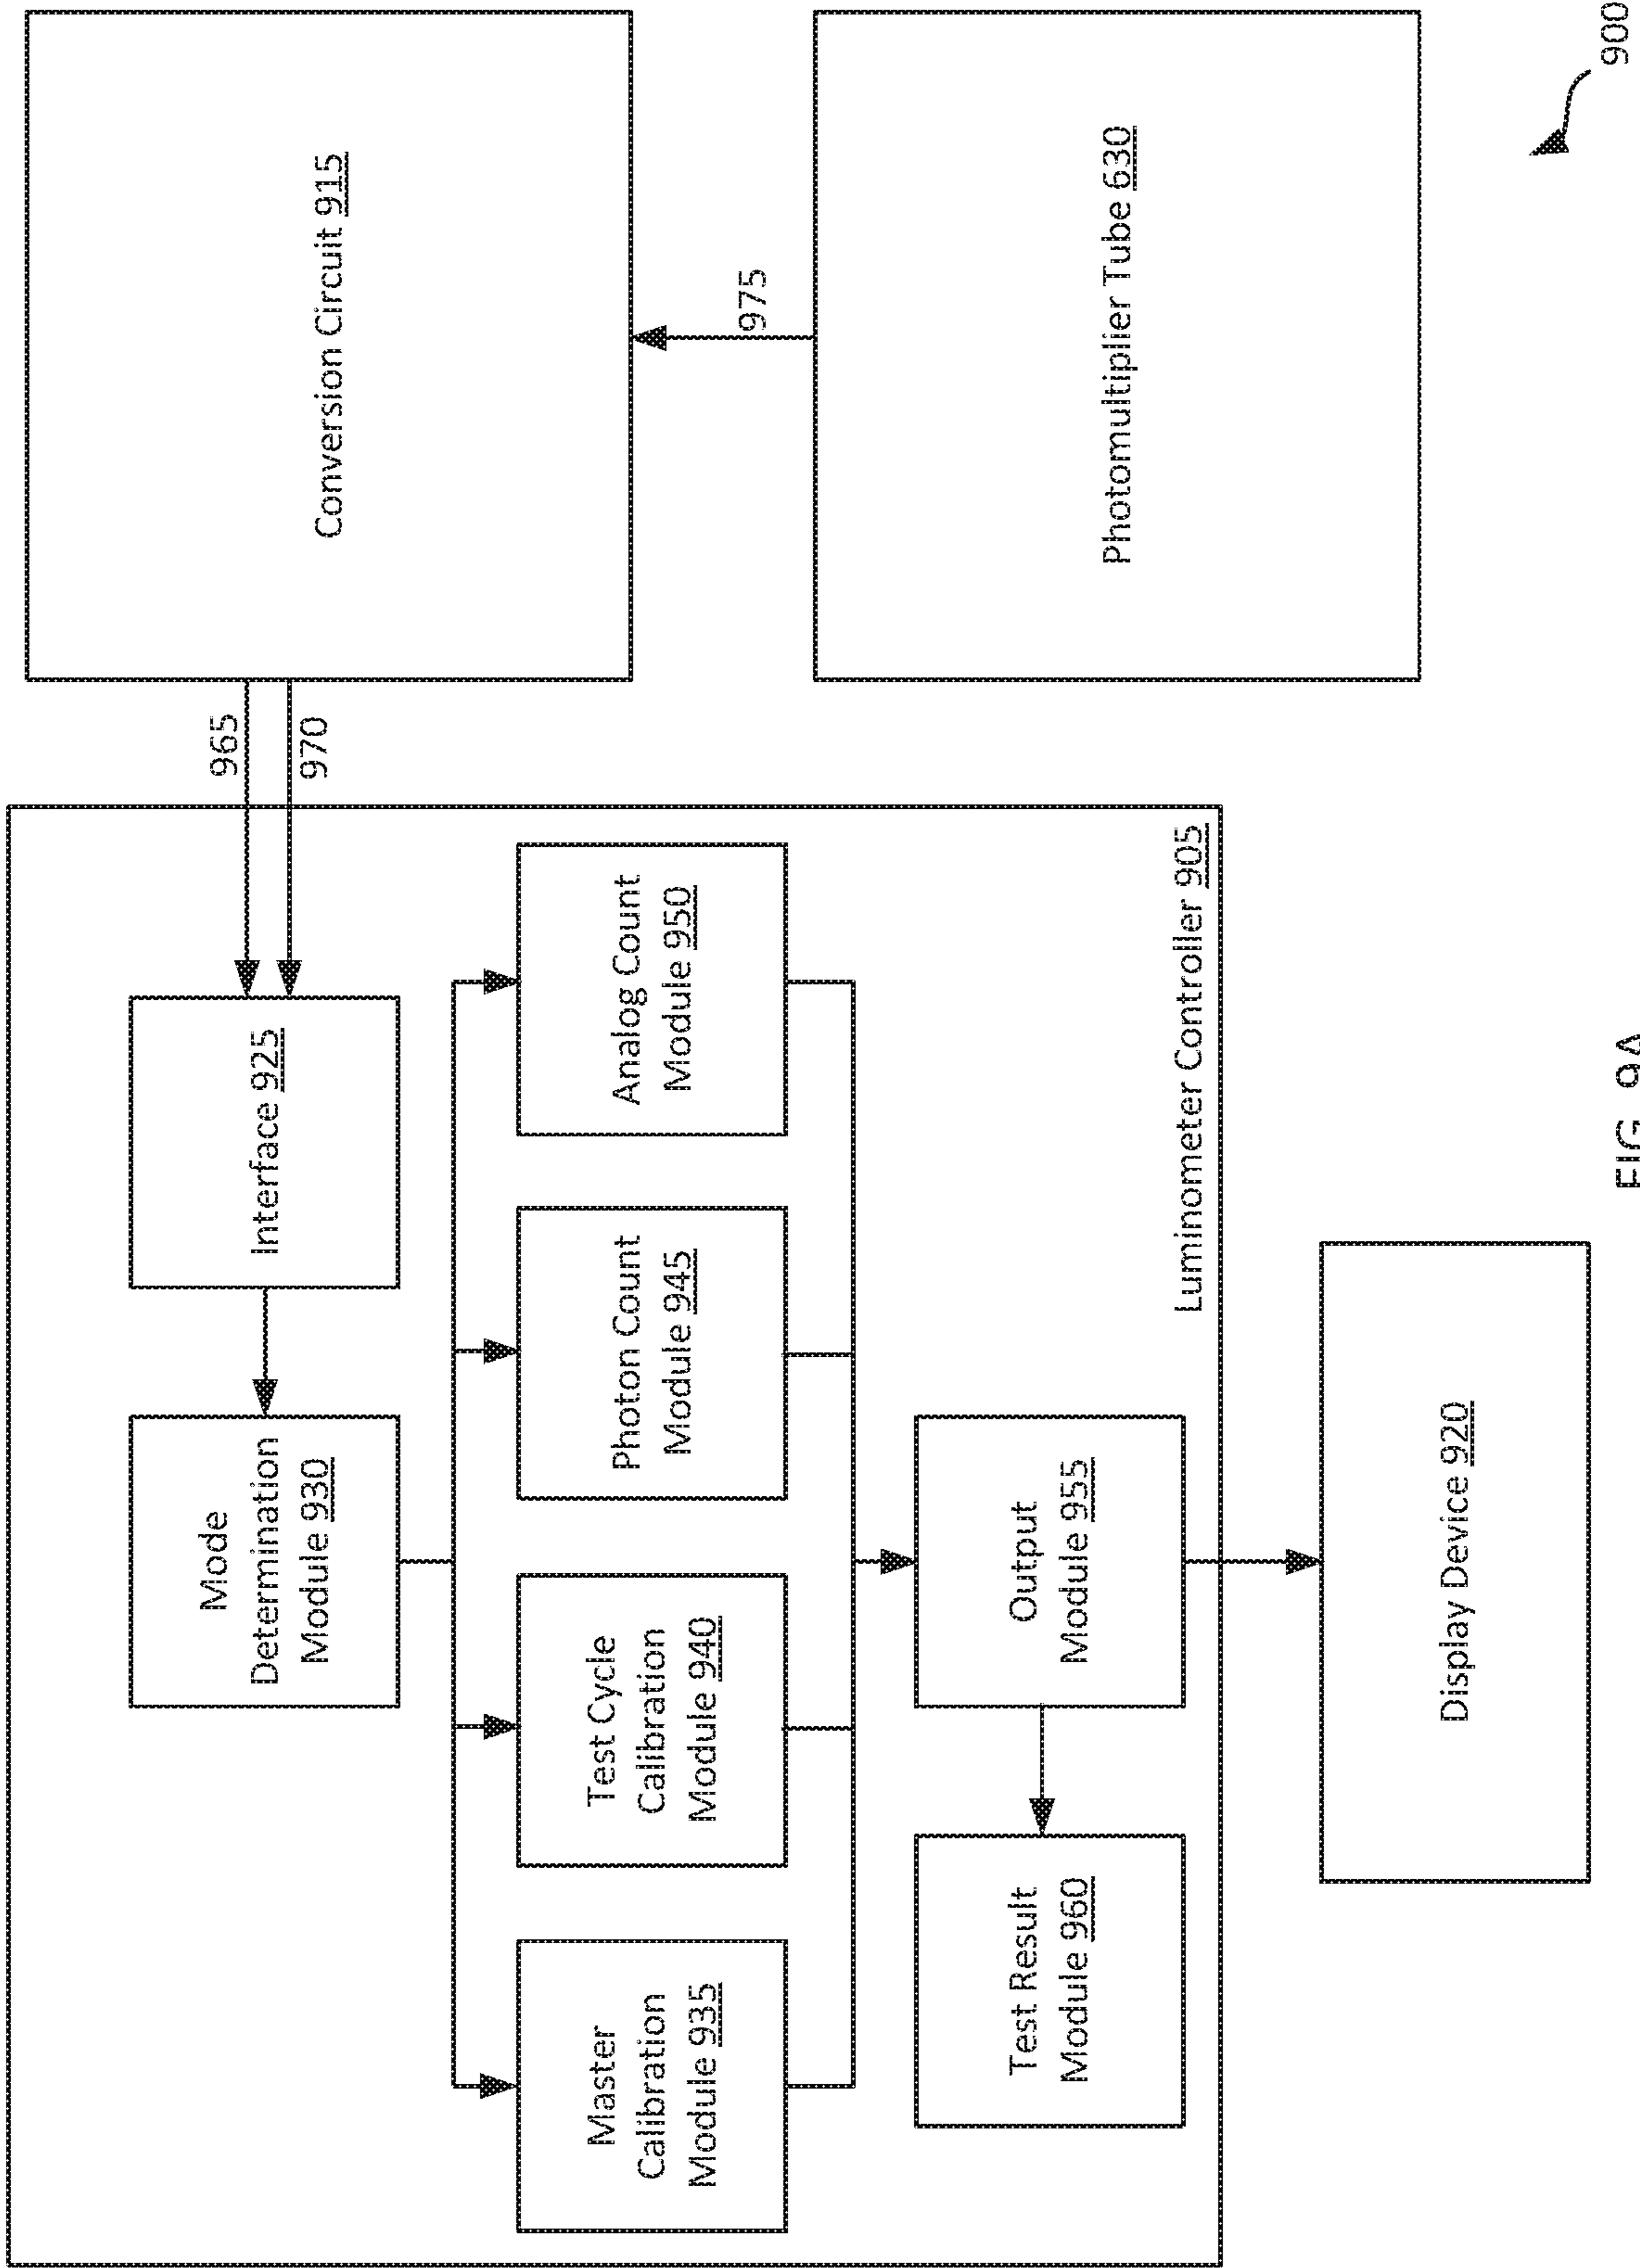 Mode
Determination
Module 930
Interface 925
965
970
Conversion Circuit 915
Master
Calibration
Module 935
Test Cycle
Calibration
Module 940
Photon Count
Module 945
Analog Count
Module 950
975
Test Result
Module 960
Output
Module 955
Luminometer Controller 905
Photomultiplier Tube 630
Display Device 920
900
FIG. 9A